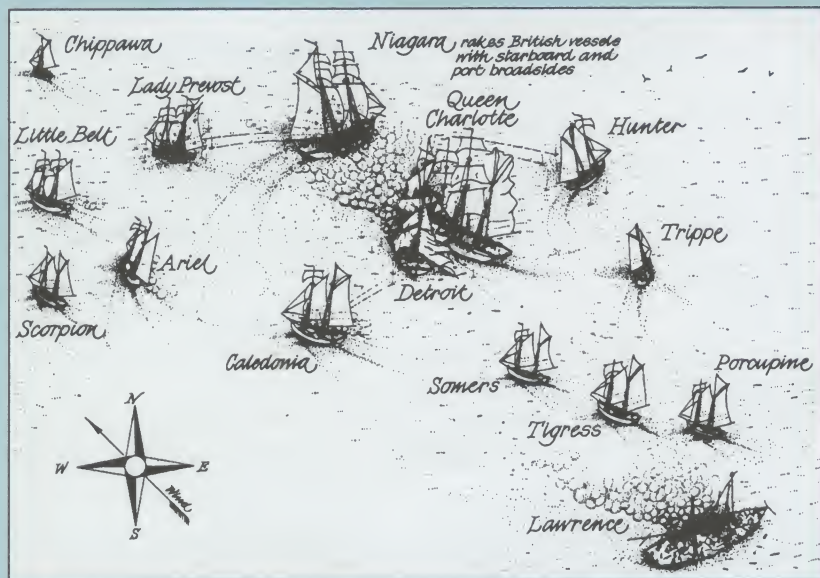 Chippawa
Niagara rakes British vessels
with starboard and
port broadsides
Lady Prevost
Queen
Charlotte
Little Belt
Hunter
Trippe
Ariel
Detroit
Scorpion
Caledonia
Somers
Porcupine
Tigress
N
W
E
S
Wind
Lawrence